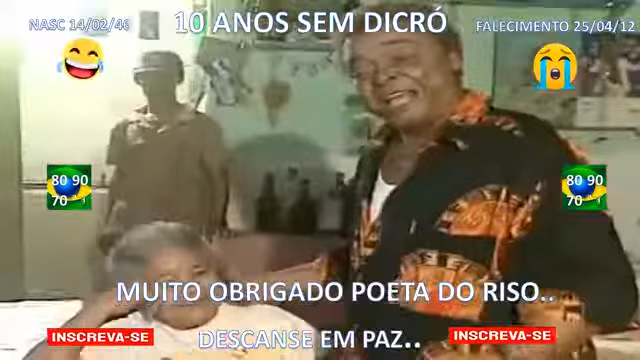 NASC 14/02/46
10 ANOS SEM DICRÓ
FALECIMENTO 25/04/12
80 90
70
80 90
70
MUITO OBRIGADO POETA DO RISO..
INSCREVA-SE
DESCANSE EM PAZ..
INSCREVA-SE